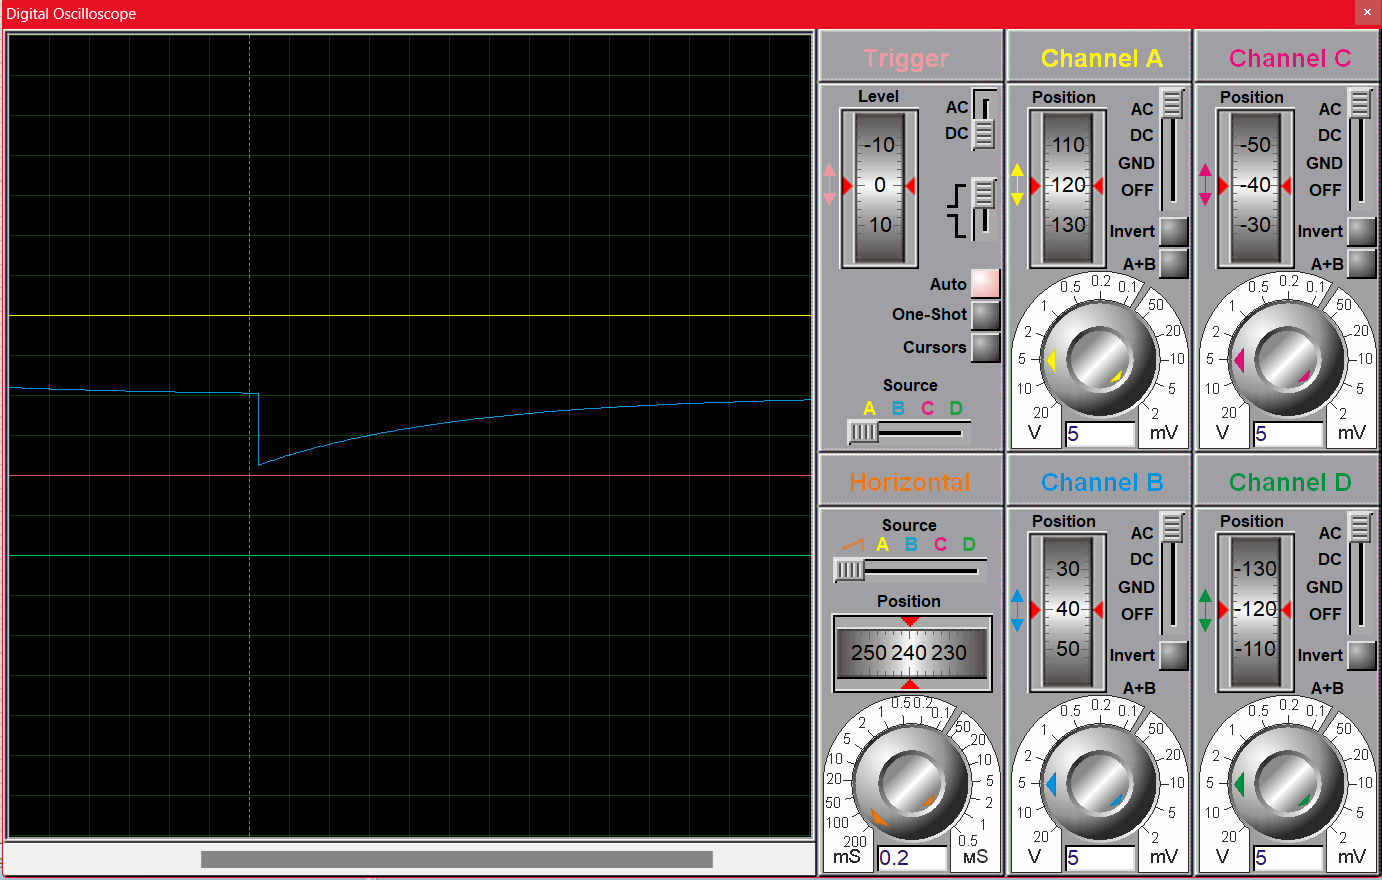 Digital Oscilloscope
Trigger
Level
AC
DC
-10
0
10
Auto
One-Shot
Cursors
Source
A B C D
Channel A
Position
AC
DC
GND
OFF
110
120
130
Invert
A+B
20 10 5 2 1 0.5 0.2 0.1 50 20 10 5 2
V 5 mV
Channel C
Position
AC
DC
GND
OFF
-50
-40
-30
Invert
A+B
20 10 5 2 1 0.5 0.2 0.1 50 20 10 5 2
V 5 mV
Horizontal
Source
A B C D
Position
250 240 230
200 100 50 20 10 5 2 1 0.5 0.2 0.1 50 20 10 5 2 1 0.5
mS 0.2 мS
Channel B
Position
AC
DC
GND
OFF
30
40
50
Invert
A+B
20 10 5 2 1 0.5 0.2 0.1 50 20 10 5 2
V 5 mV
Channel D
Position
AC
DC
GND
OFF
-130
-120
-110
Invert
A+B
20 10 5 2 1 0.5 0.2 0.1 50 20 10 5 2
V 5 mV